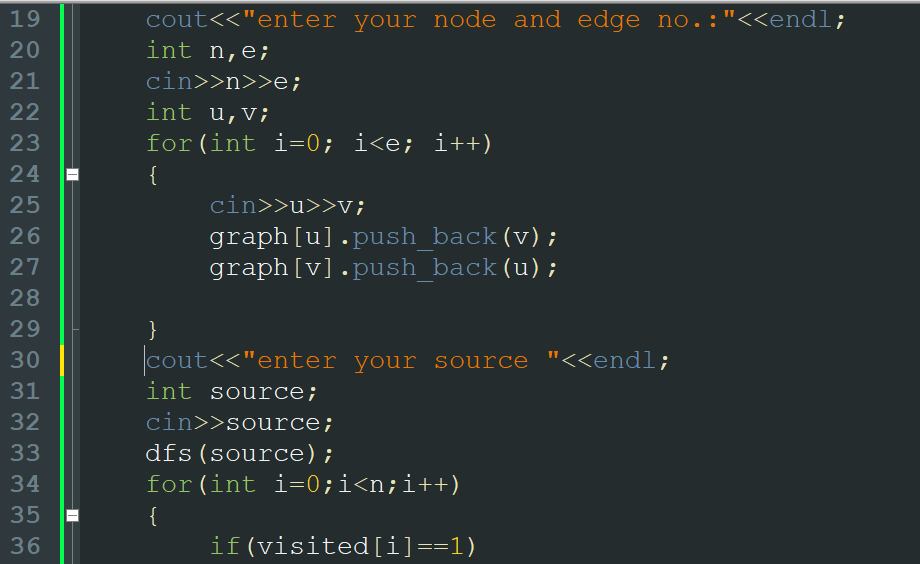 19 cout<<"enter your node and edge no.:"<<endl;
20 int n,e;
21 cin>>n>>e;
22 int u,v;
23 for(int i=0; i<e; i++)
24 {
25 cin>>u>>v;
26 graph[u].push_back(v);
27 graph[v].push_back(u);
28
29 }
30 cout<<"enter your source "<<endl;
31 int source;
32 cin>>source;
33 dfs(source);
34 for(int i=0;i<n;i++)
35 {
36 if(visited[i]==1)